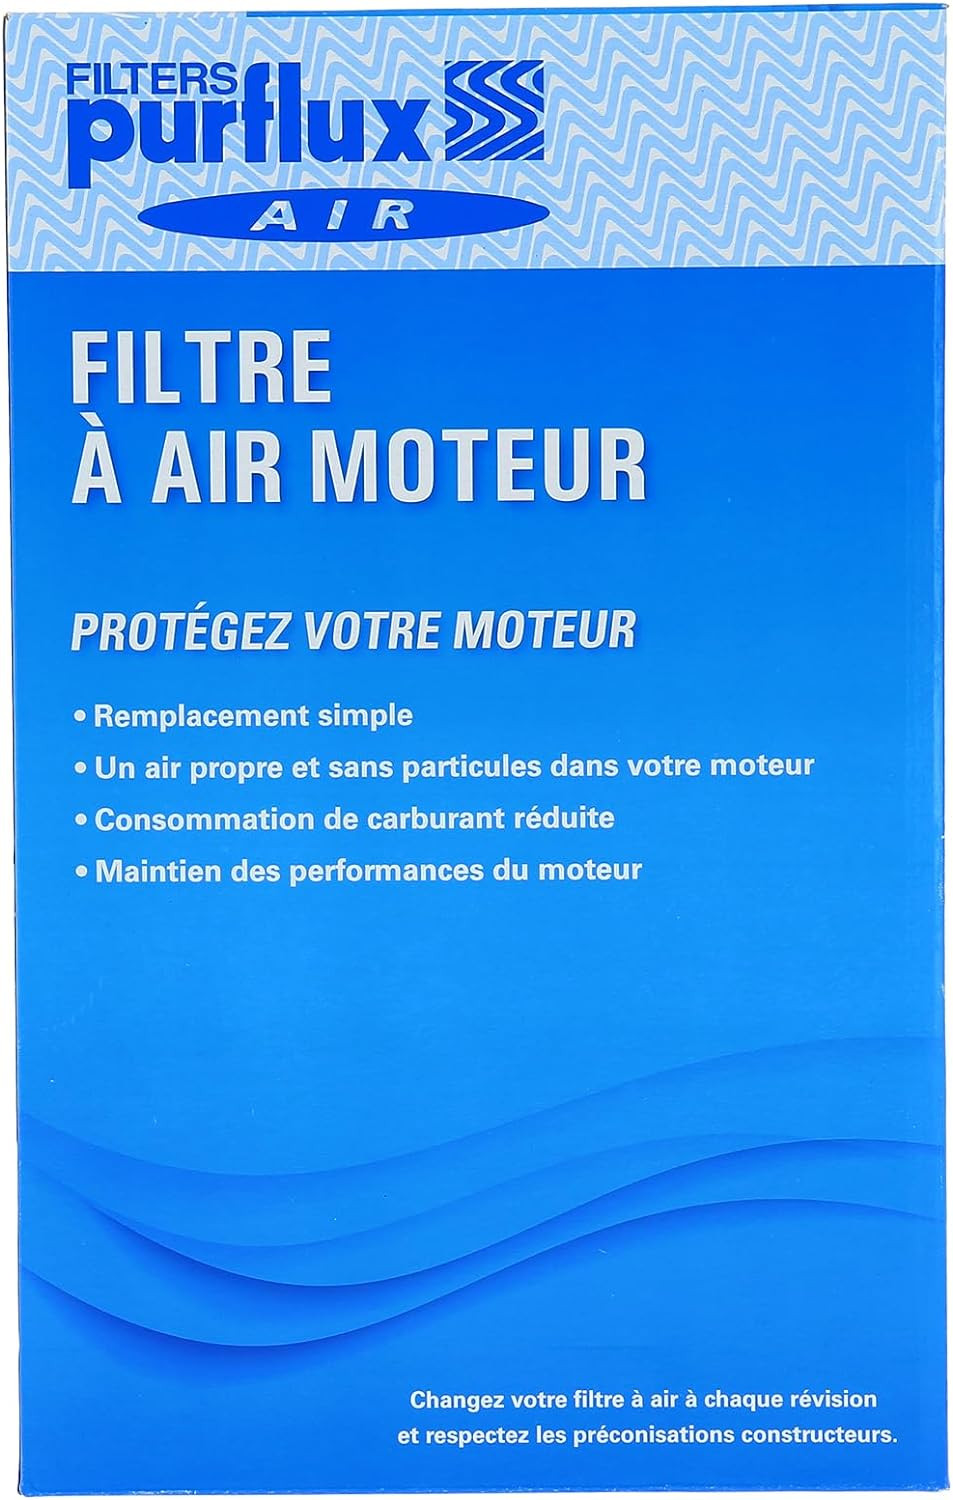 FILTERS
purflux
AIR
FILTRE
À AIR MOTEUR
PROTÉGEZ VOTRE MOTEUR
• Remplacement simple
• Un air propre et sans particules dans votre moteur
• Consommation de carburant réduite
• Maintien des performances du moteur
Changez votre filtre à air à chaque révision
et respectez les préconisations constructeurs.